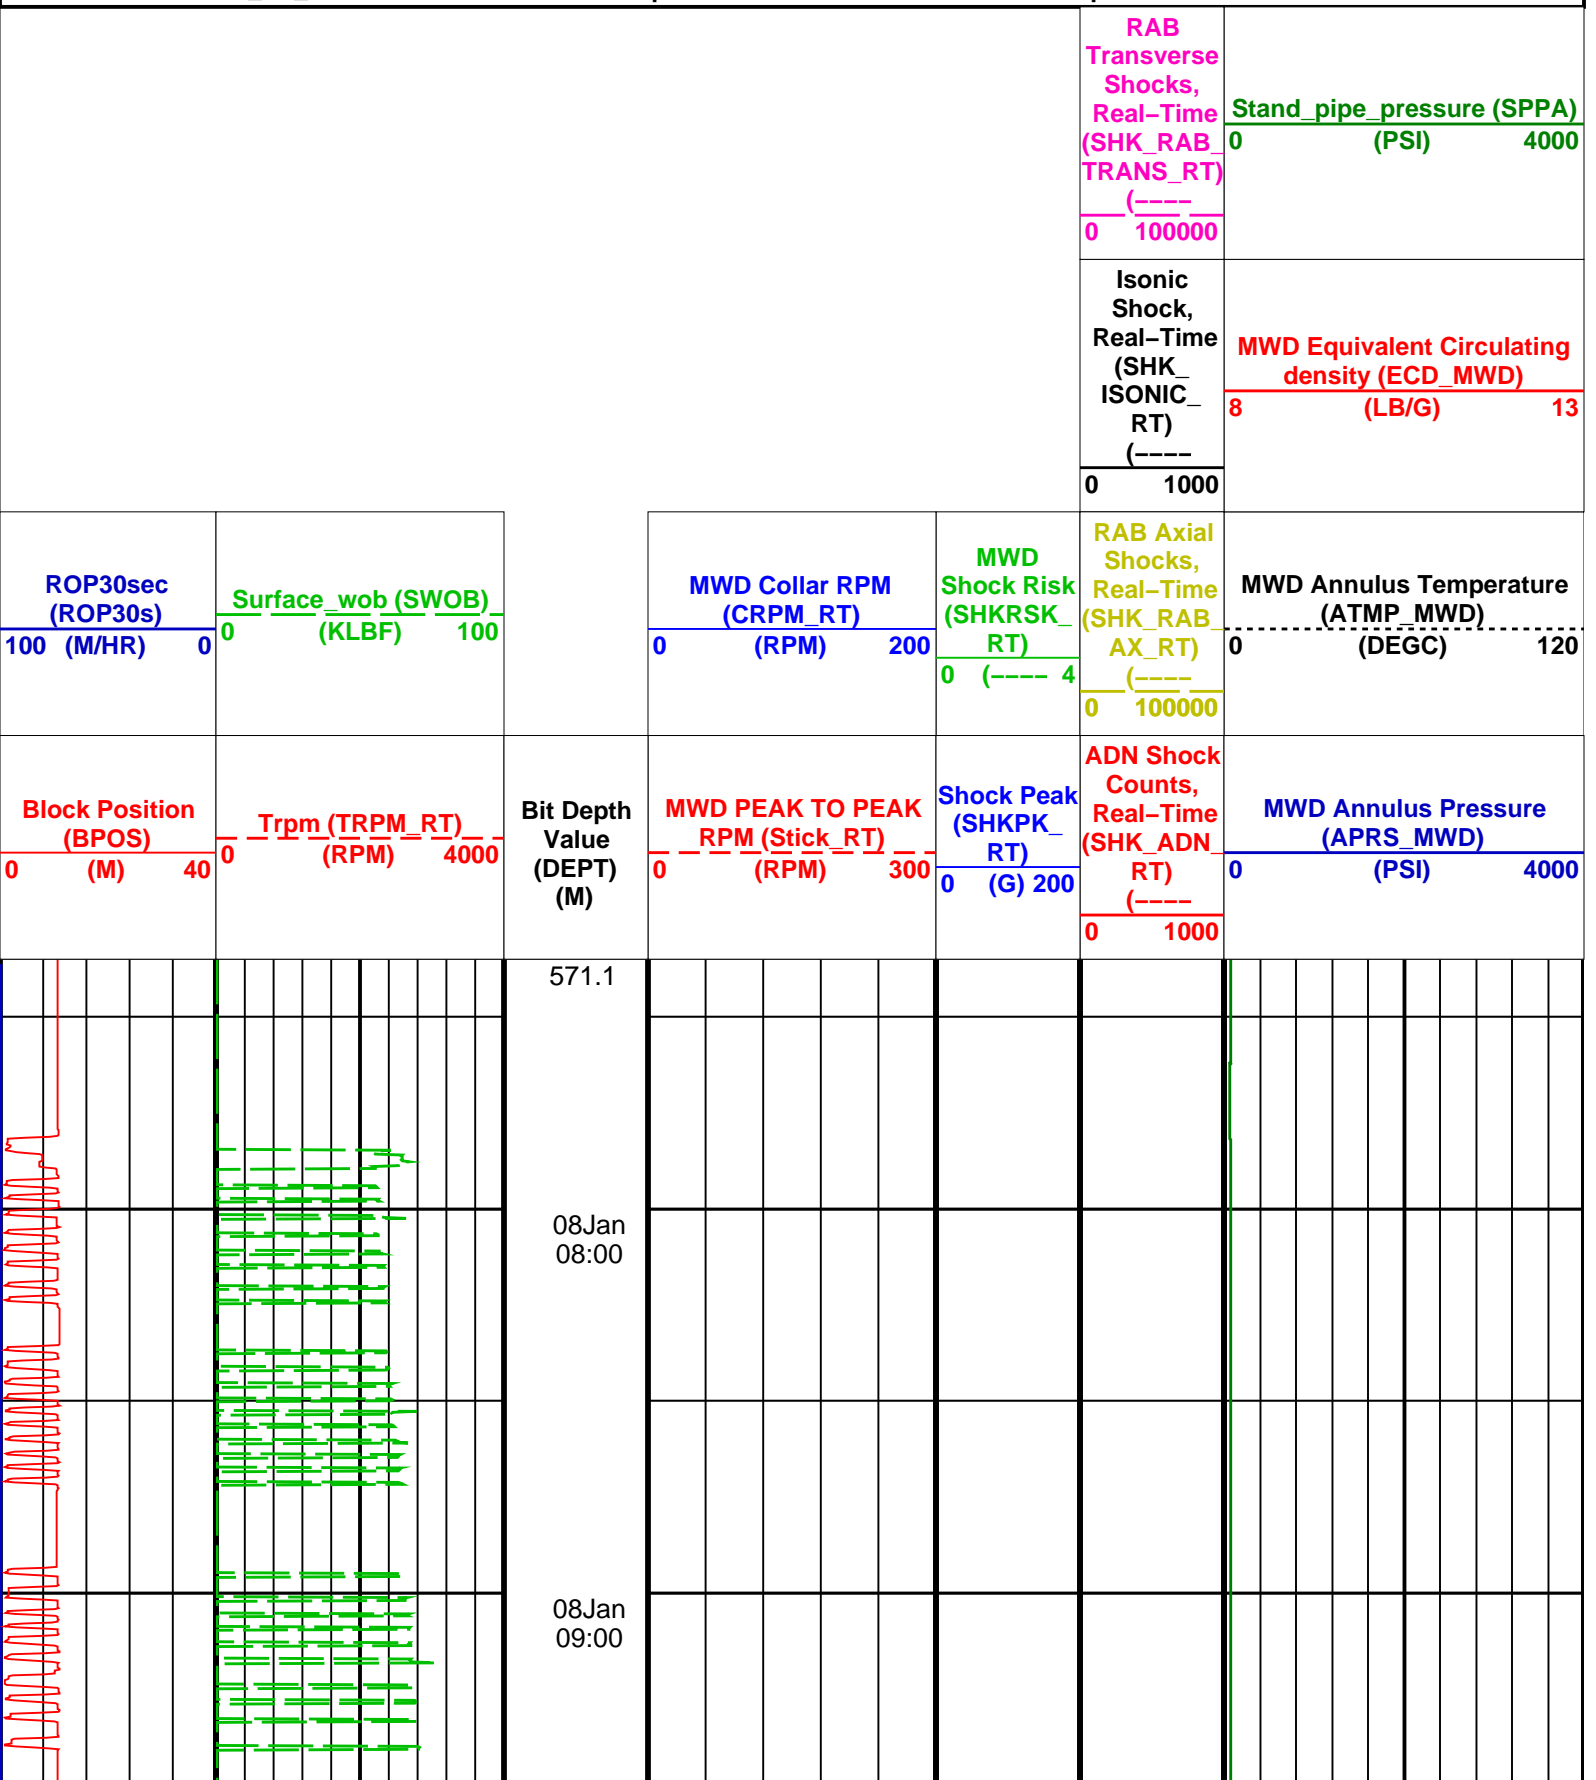 RAB
Transverse
Shocks,
Real−Time
(SHK_RAB_
TRANS_RT)
(−−−−
0 100000
Stand_pipe_pressure (SPPA)
0 (PSI) 4000
Isonic
Shock,
Real−Time
(SHK_
ISONIC_
RT)
(−−−−
0 1000
MWD Equivalent Circulating
density (ECD_MWD)
8 (LB/G) 13
ROP30sec
(ROP30s)
100 (M/HR) 0
Surface_wob (SWOB)
0 (KLBF) 100
MWD Collar RPM
(CRPM_RT)
0 (RPM) 200
MWD
Shock Risk
(SHKRSK_
RT)
0 (−−−− 4
RAB Axial
Shocks,
Real−Time
(SHK_RAB_
AX_RT)
(−−−−
0 100000
MWD Annulus Temperature
(ATMP_MWD)
0 (DEGC) 120
Block Position
(BPOS)
0 (M) 40
Trpm (TRPM_RT)
0 (RPM) 4000
Bit Depth
Value
(DEPT)
(M)
MWD PEAK TO PEAK
RPM (Stick_RT)
0 (RPM) 300
Shock Peak
(SHKPK_
RT)
0 (G) 200
ADN Shock
Counts,
Real−Time
(SHK_ADN_
RT)
(−−−−
0 1000
MWD Annulus Pressure
(APRS_MWD)
0 (PSI) 4000
571.1
08Jan
08:00
08Jan
09:00